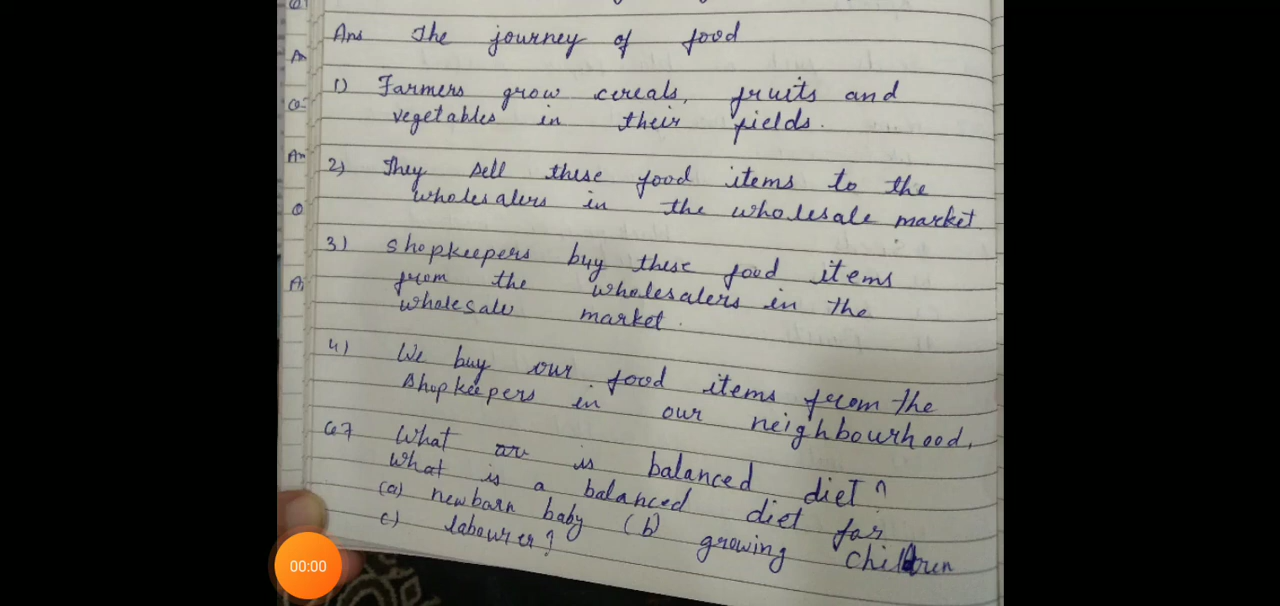 Ans The journey of food
1) Farmers grow cereals, fruits and
vegetables in their fields.
2) They sell these food items to the
wholesalers in the wholesale market.
3) shopkeepers buy these food items
from the wholesalers in the
wholesale market.
4) We buy our food items from the
shopkeepers in our neighbourhood.
Q7 What is balanced diet?
What is a balanced diet for
(a) newbarn baby (b) growing children
c) labourer?
00:00